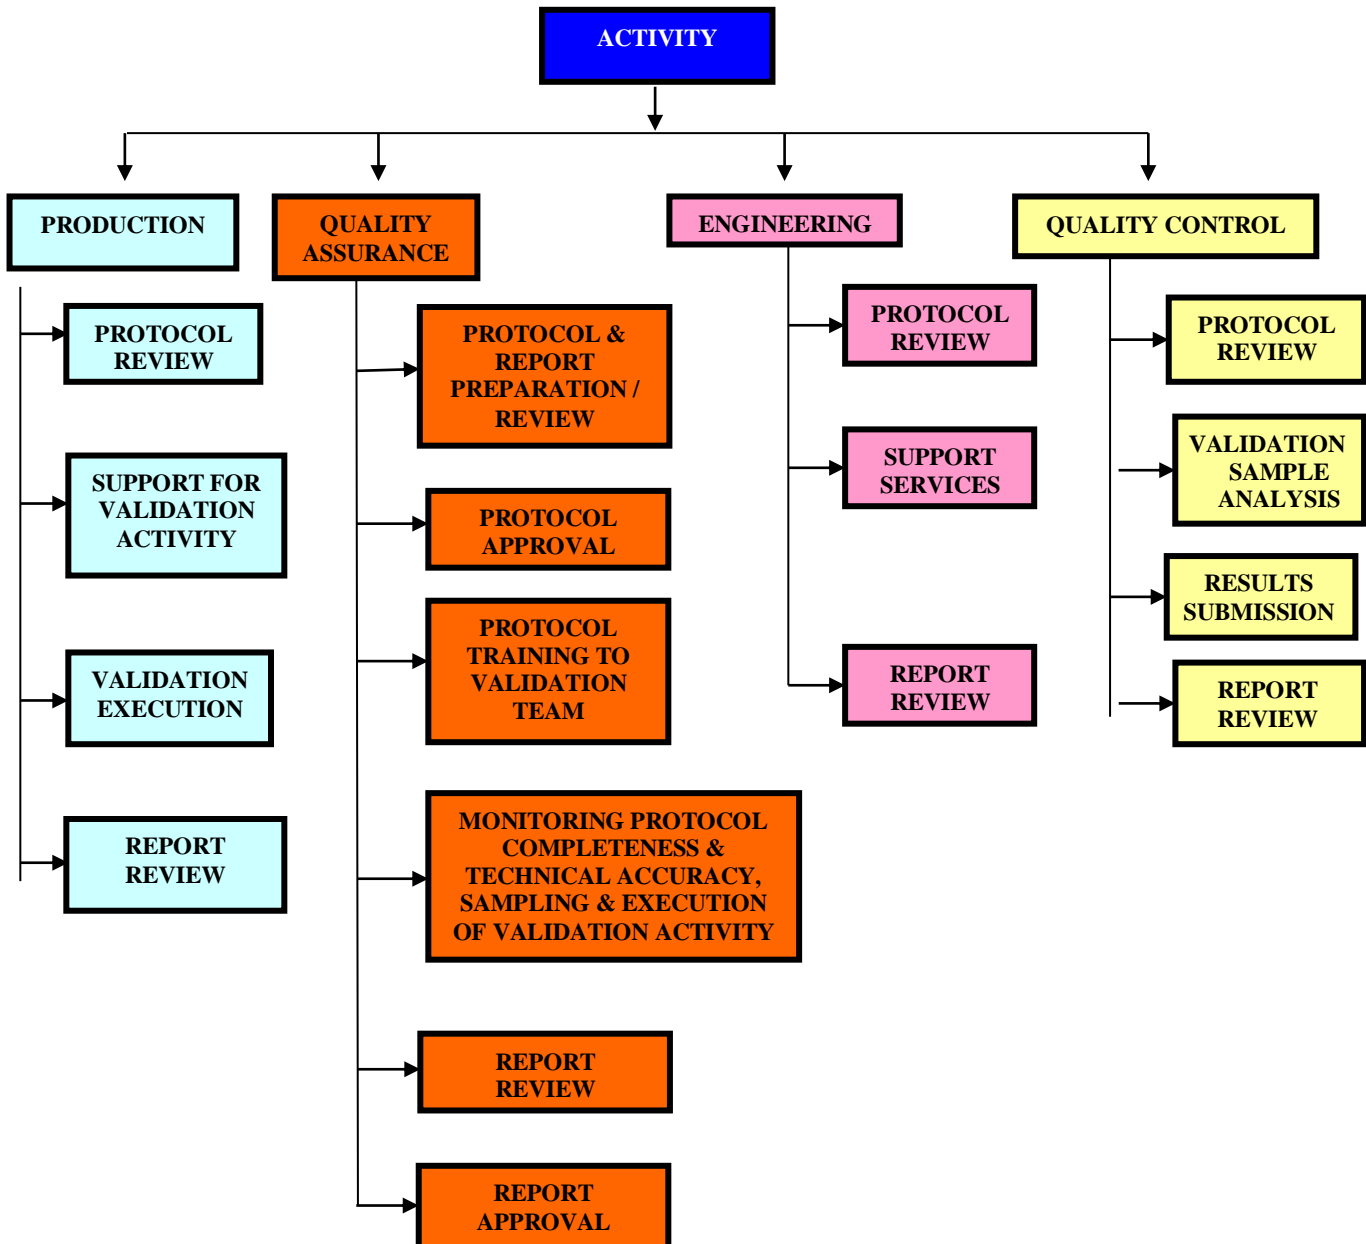 ACTIVITY
PRODUCTION
PROTOCOL
REVIEW
SUPPORT FOR
VALIDATION
ACTIVITY
VALIDATION
EXECUTION
REPORT
REVIEW
QUALITY
ASSURANCE
PROTOCOL &
REPORT
PREPARATION /
REVIEW
PROTOCOL
APPROVAL
PROTOCOL
TRAINING TO
VALIDATION
TEAM
MONITORING PROTOCOL
COMPLETENESS &
TECHNICAL ACCURACY,
SAMPLING & EXECUTION
OF VALIDATION ACTIVITY
REPORT
REVIEW
REPORT
APPROVAL
ENGINEERING
PROTOCOL
REVIEW
SUPPORT
SERVICES
REPORT
REVIEW
QUALITY CONTROL
PROTOCOL
REVIEW
VALIDATION
SAMPLE
ANALYSIS
RESULTS
SUBMISSION
REPORT
REVIEW